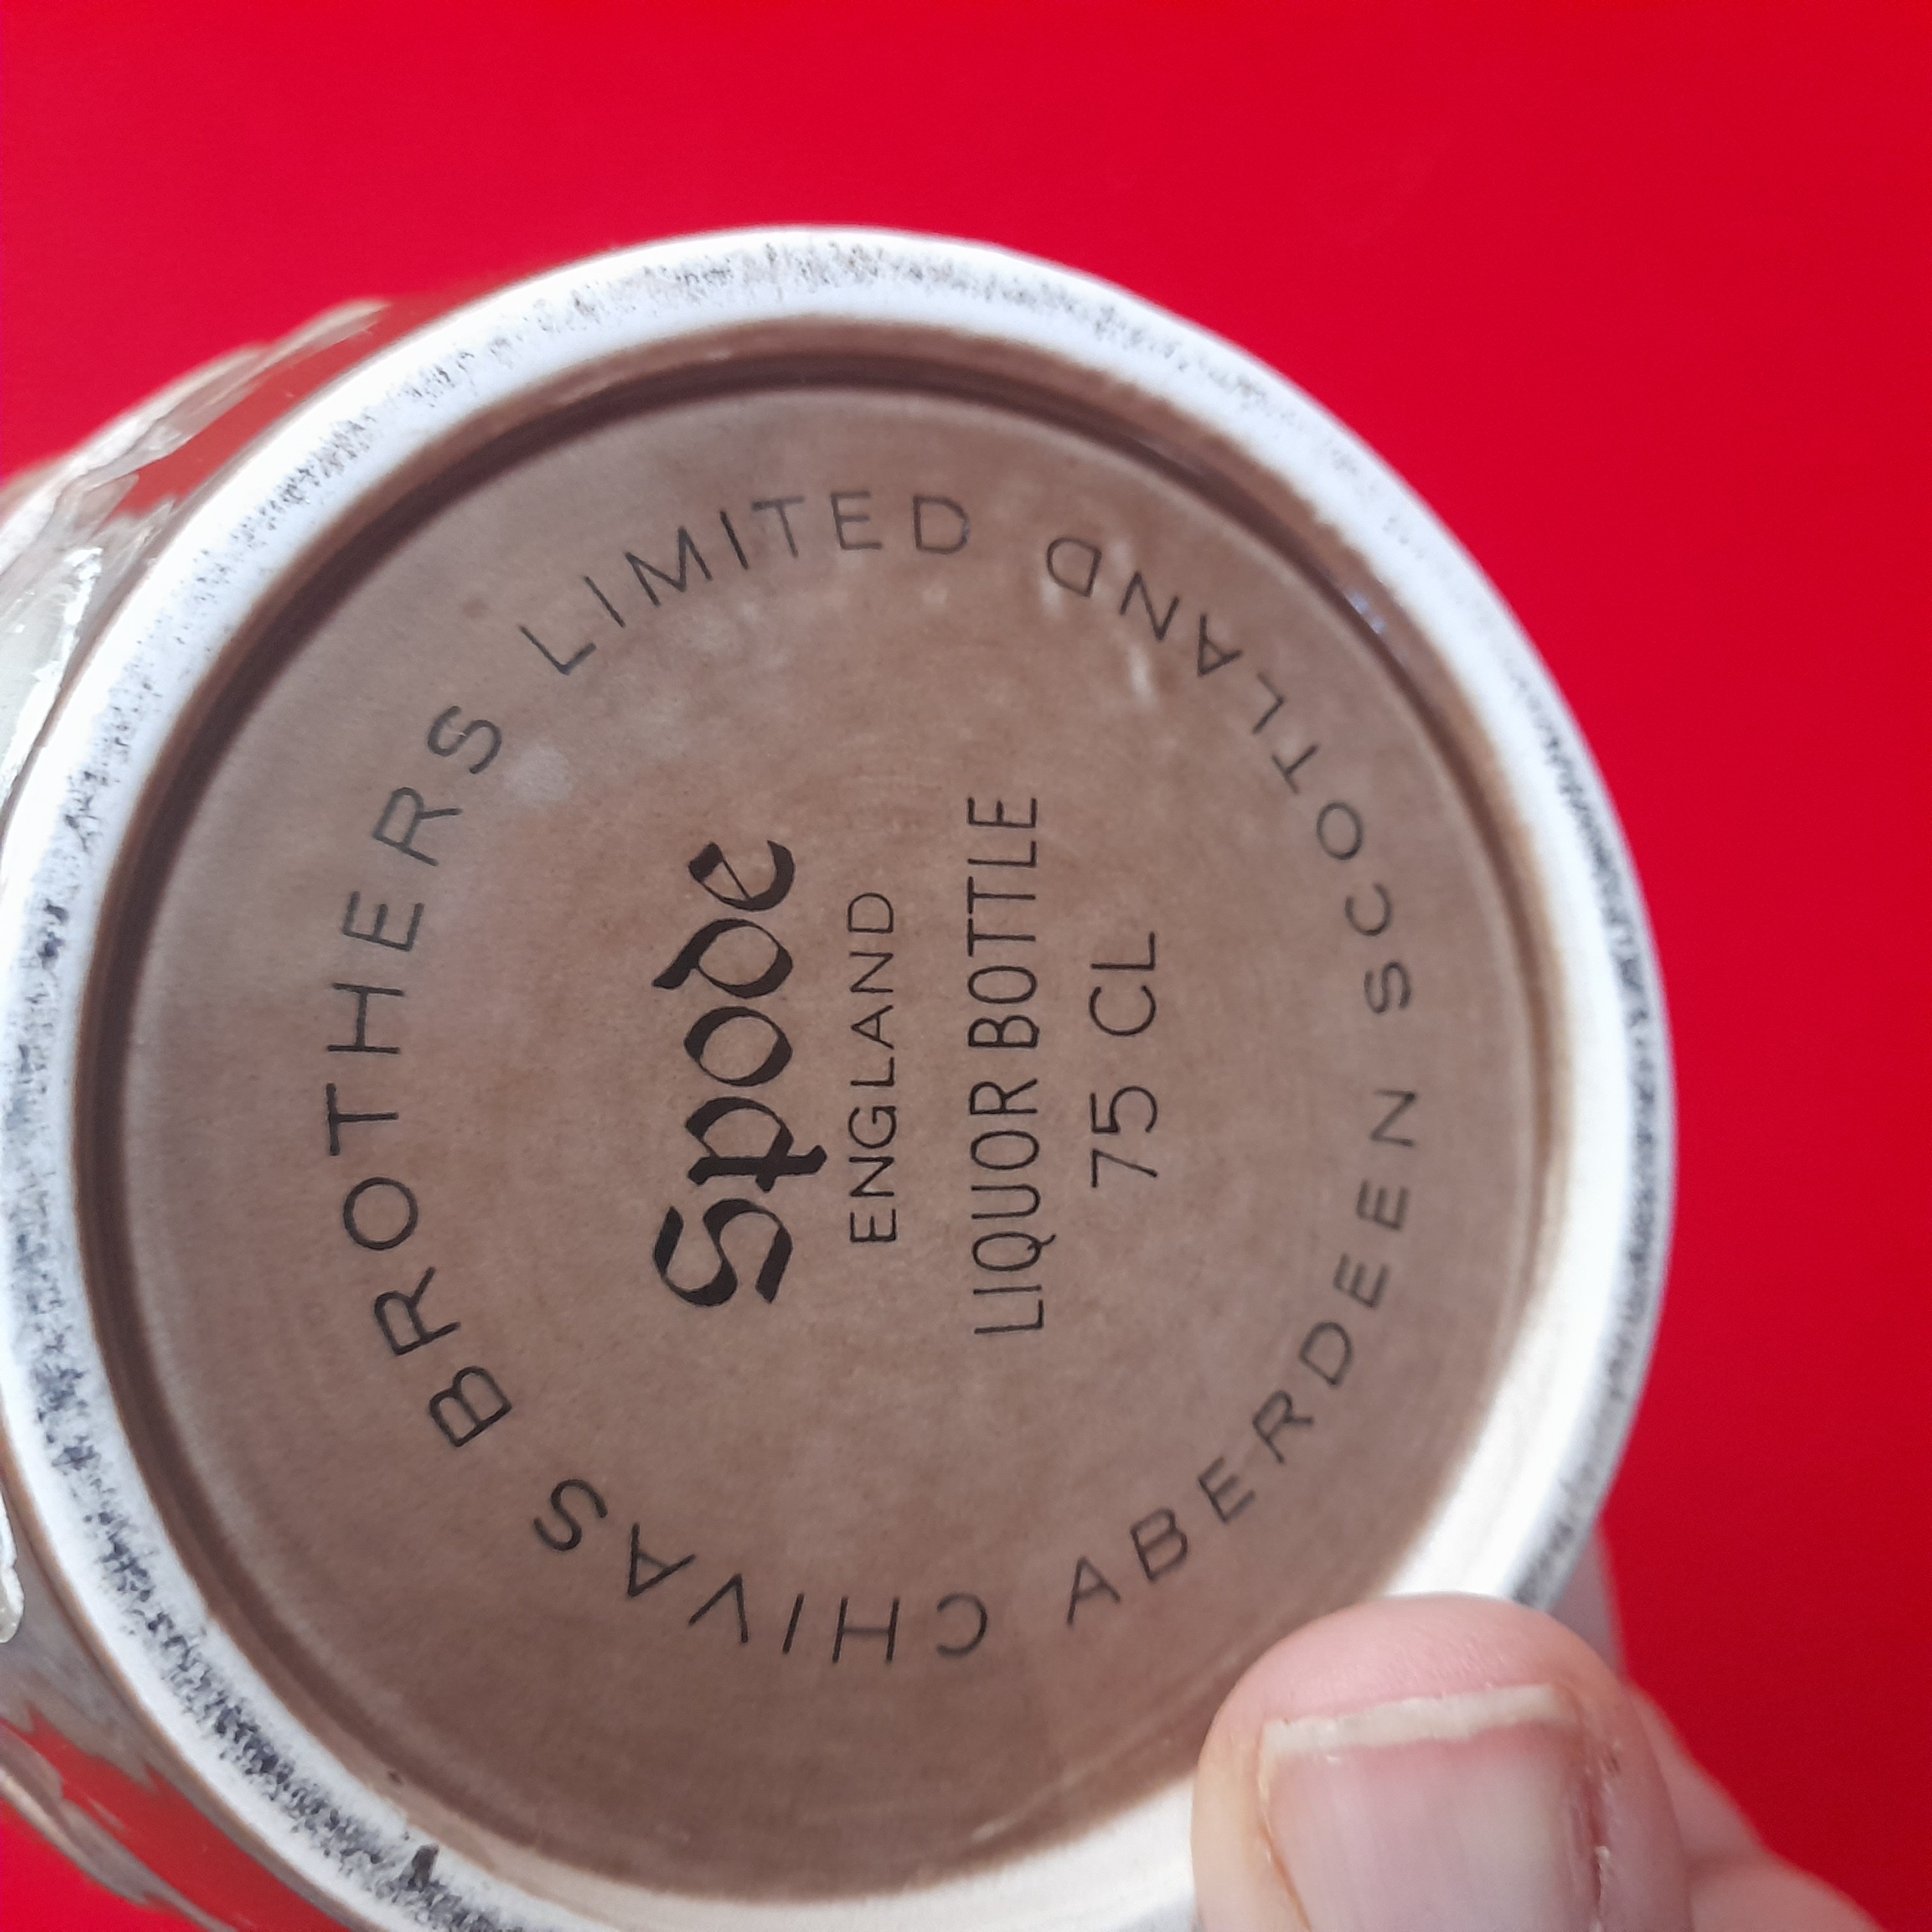 CHIVAS BROTHERS LIMITED
Spode
ENGLAND
LIQUOR BOTTLE
75 CL
ABERDEEN SCOTLAND